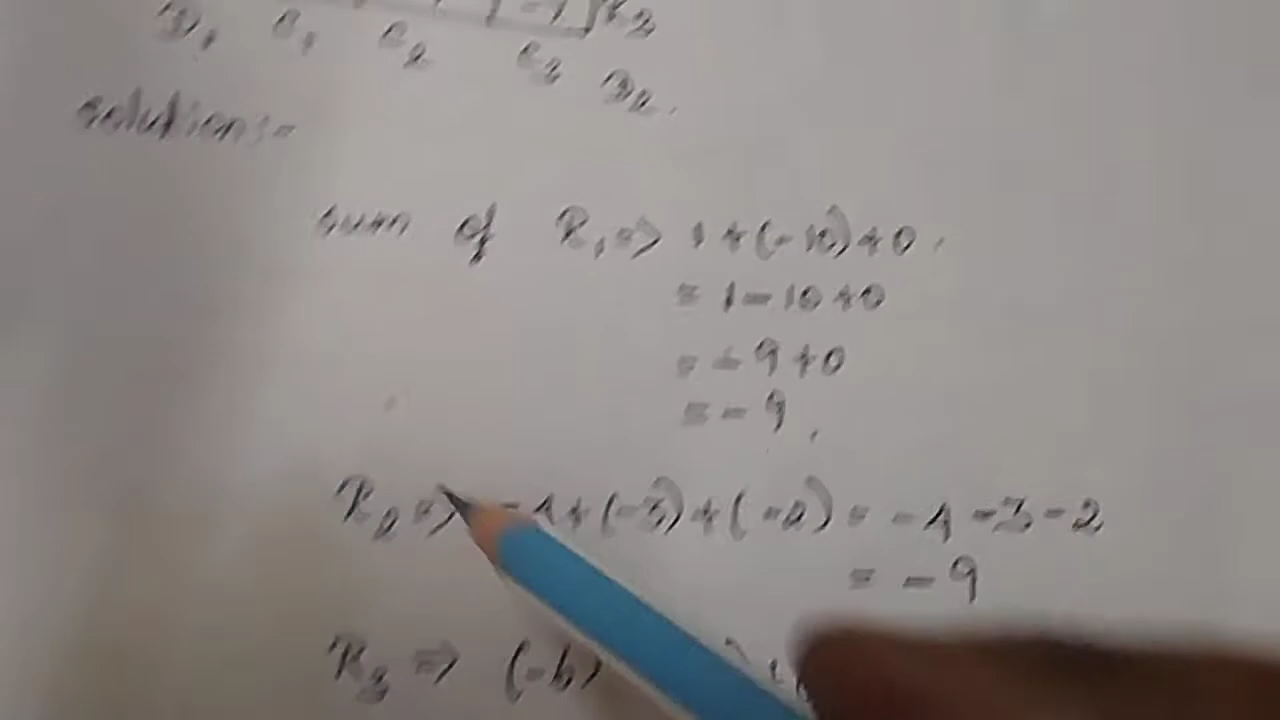 D₁ C₁ C₂ C₃ D₂.
Solution:-
sum of R₁ => 1+(-10)+0.
= 1-10+0
= -9+0
= -9,
R₂ => -4+(-3)+(-2) = -4-3-2
= -9
R₃ => (-6)